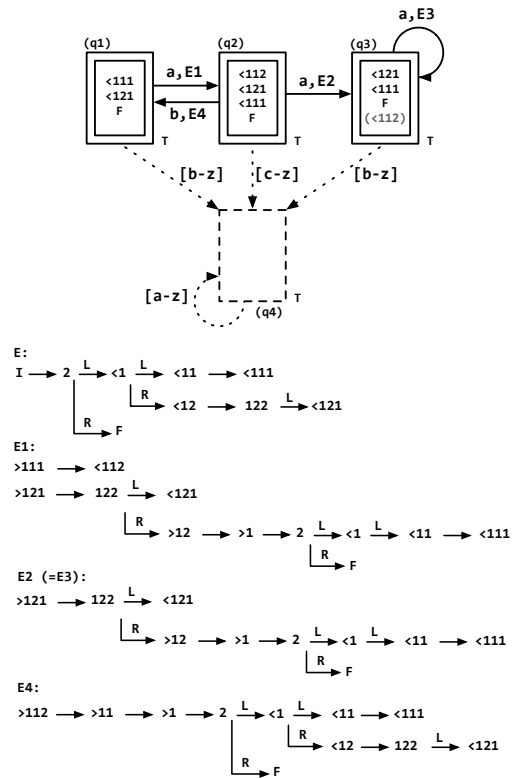 a,E3
(q1) (q2) (q3)
<111 a,E1 <112 <121
<121 <121 a,E2 <111
F b,E4 <111 F
F (<112)
T T T
[b-z] [c-z] [b-z]
[a-z] T
(q4)
E:
I 2 L <1 L <11 <111
R <12 122 L <121
R F
E1:
>111 <112
>121 122 L <121
R >12 >1 2 L <1 L <11 <111
R F
E2 (=E3):
>121 122 L <121
R >12 >1 2 L <1 L <11 <111
R F
E4:
>112 >11 >1 2 L <1 L <11 <111
R <12 122 L <121
R F